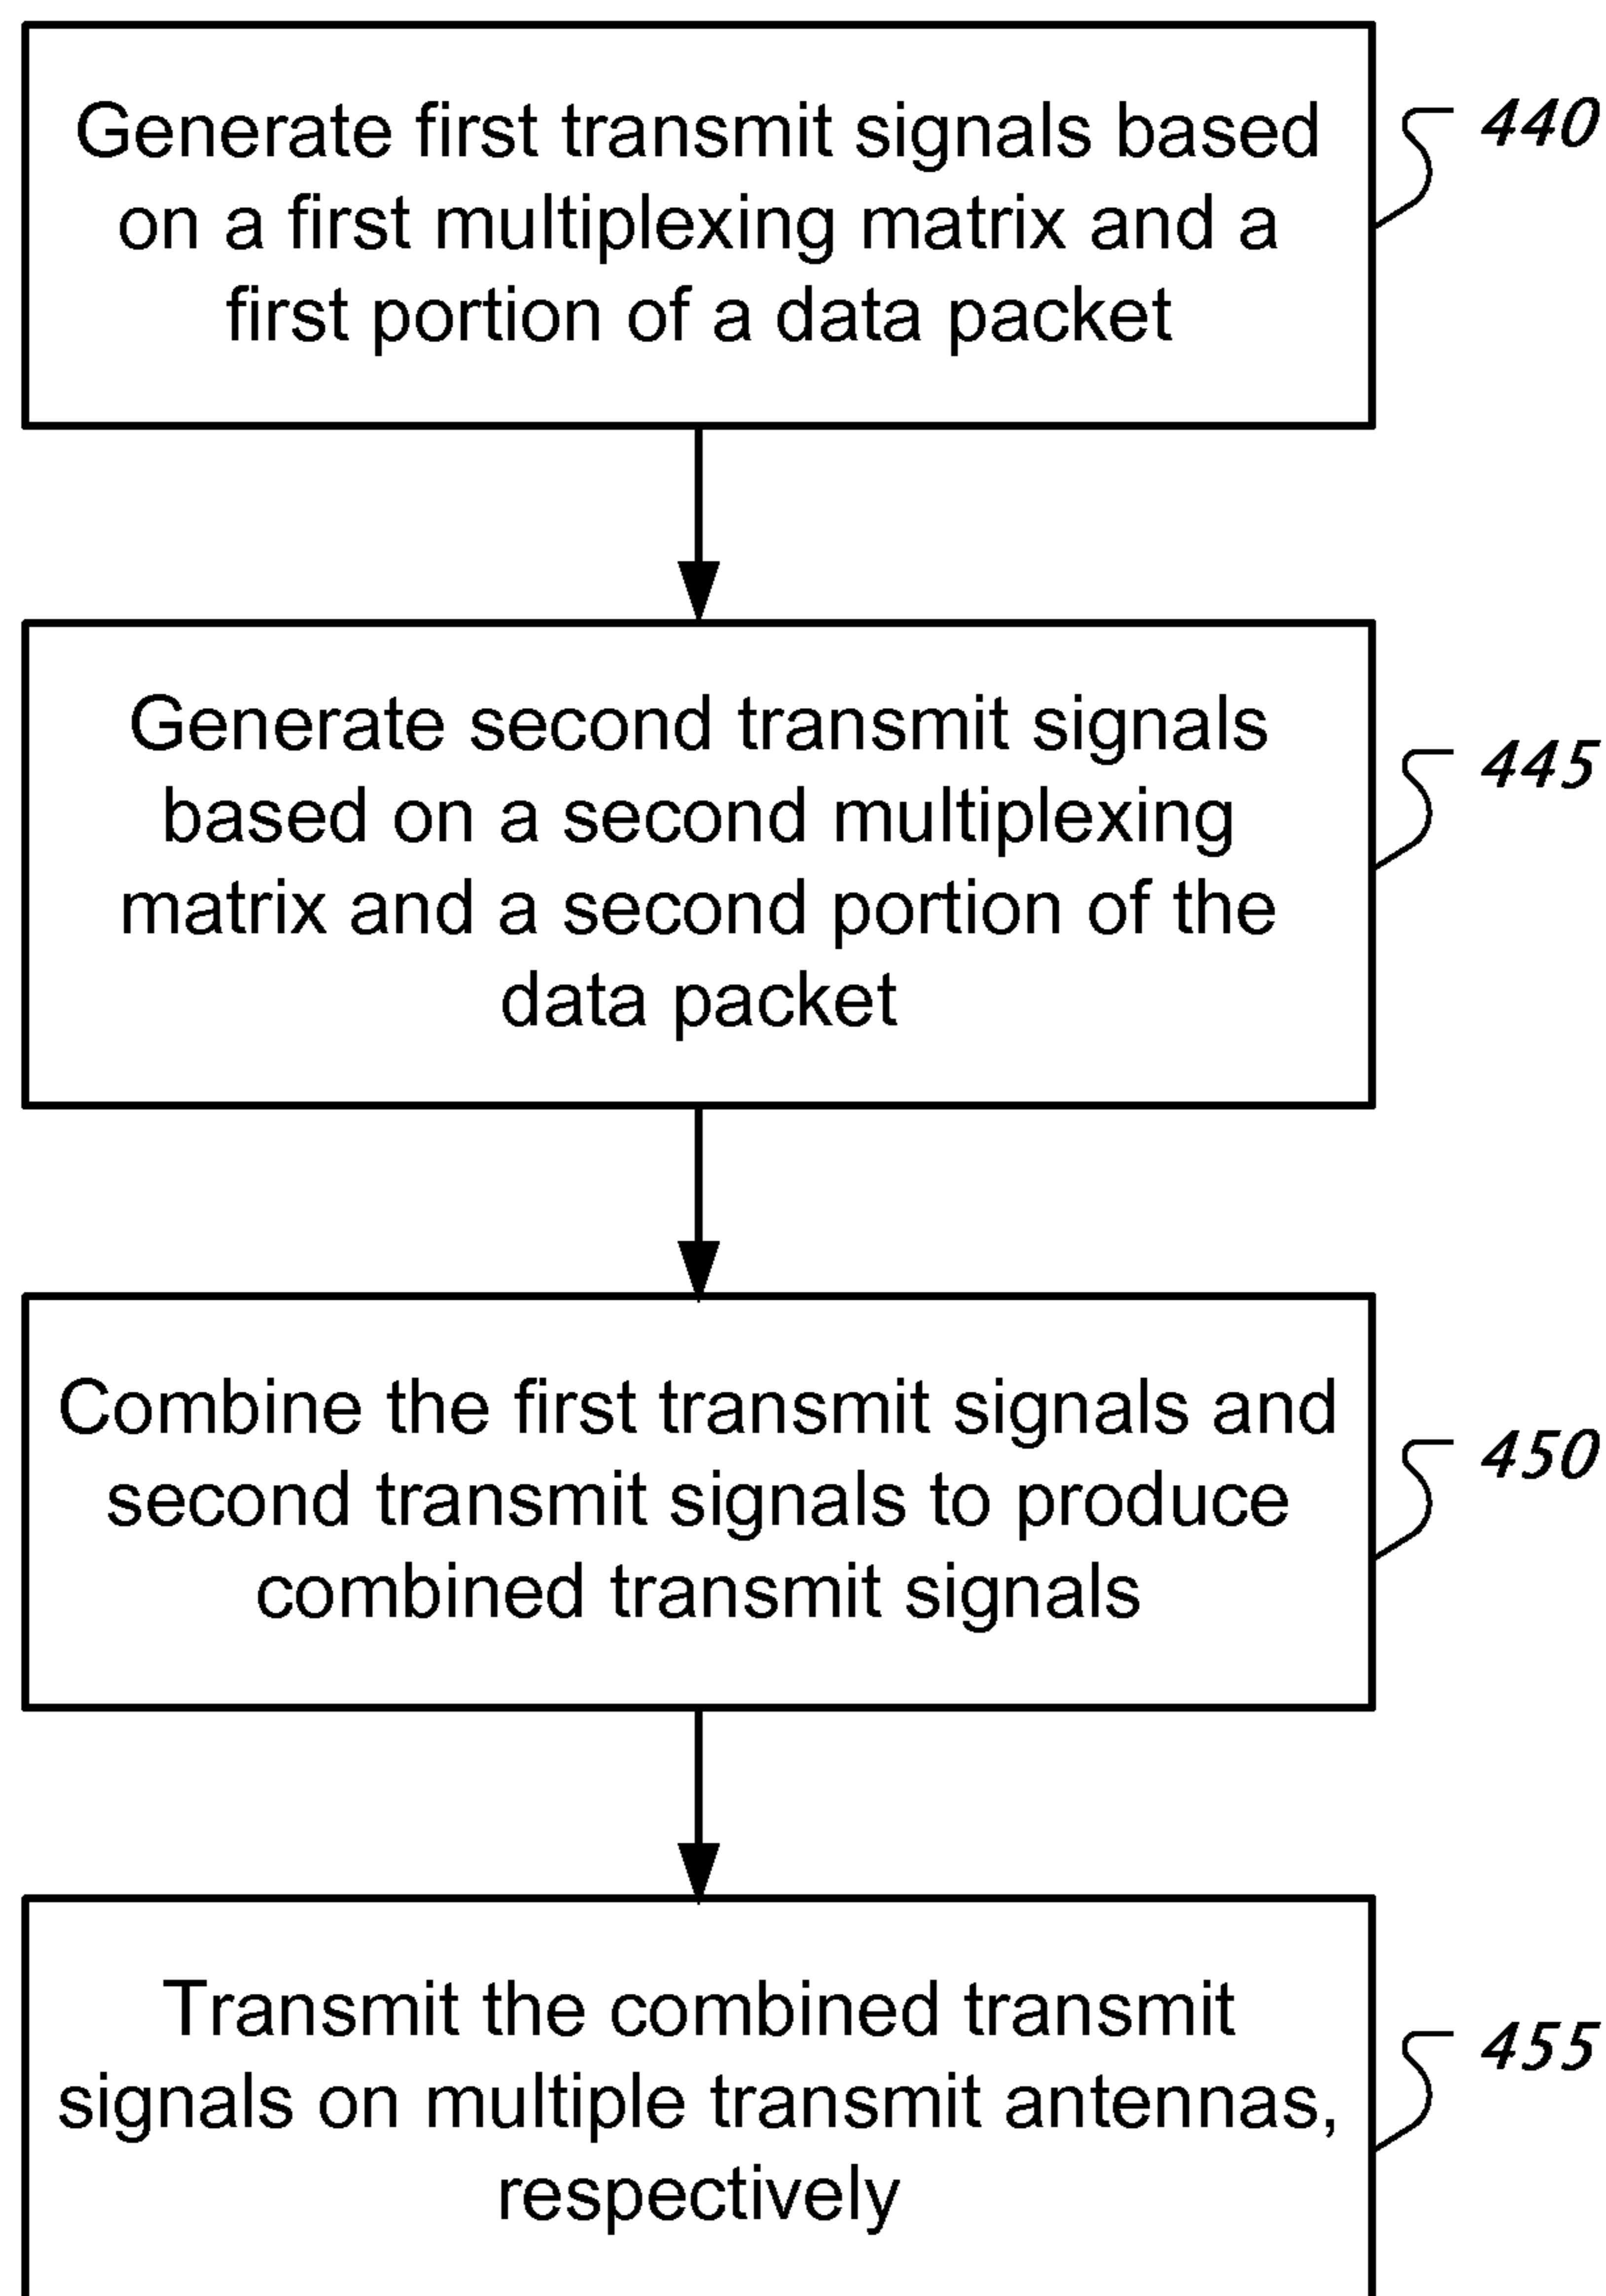 Generate first transmit signals based
on a first multiplexing matrix and a
first portion of a data packet
440
Generate second transmit signals
based on a second multiplexing
matrix and a second portion of the
data packet
445
Combine the first transmit signals and
second transmit signals to produce
combined transmit signals
450
Transmit the combined transmit
signals on multiple transmit antennas,
respectively
455